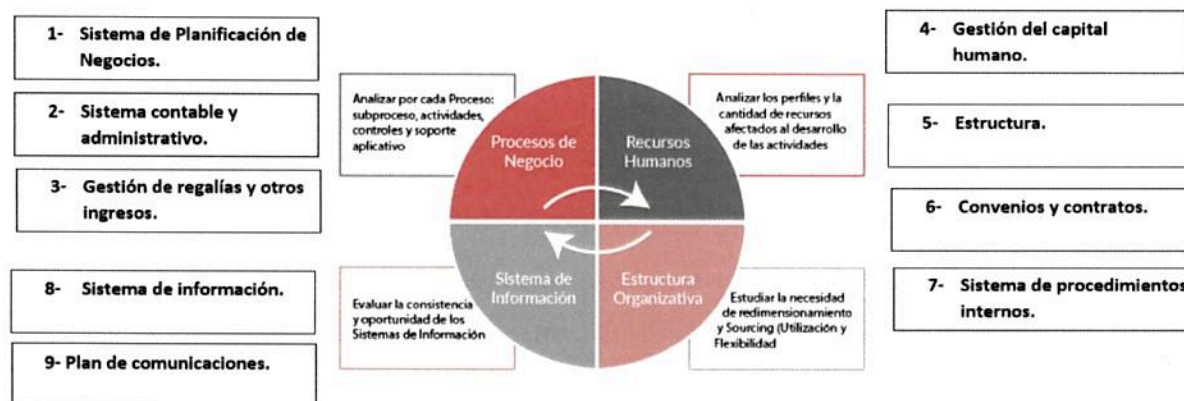 1- Sistema de Planificación de
Negocios.
2- Sistema contable y
administrativo.
3- Gestión de regalías y otros
ingresos.
8- Sistema de información.
9- Plan de comunicaciones.
Analizar por cada Proceso:
subproceso, actividades,
controles y soporte
aplicativo
Procesos de
Negocio
Recursos
Humanos
Analizar los perfiles y la
cantidad de recursos
afectados al desarrollo
de las actividades
Evaluar la consistencia
y oportunidad de los
Sistemas de Información
Sistema de
Información
Estructura
Organizativa
Estudiar la necesidad
de redimensionamiento
y Sourcing (Utilización y
Flexibilidad
4- Gestión del capital
humano.
5- Estructura.
6- Convenios y contratos.
7- Sistema de procedimientos
internos.